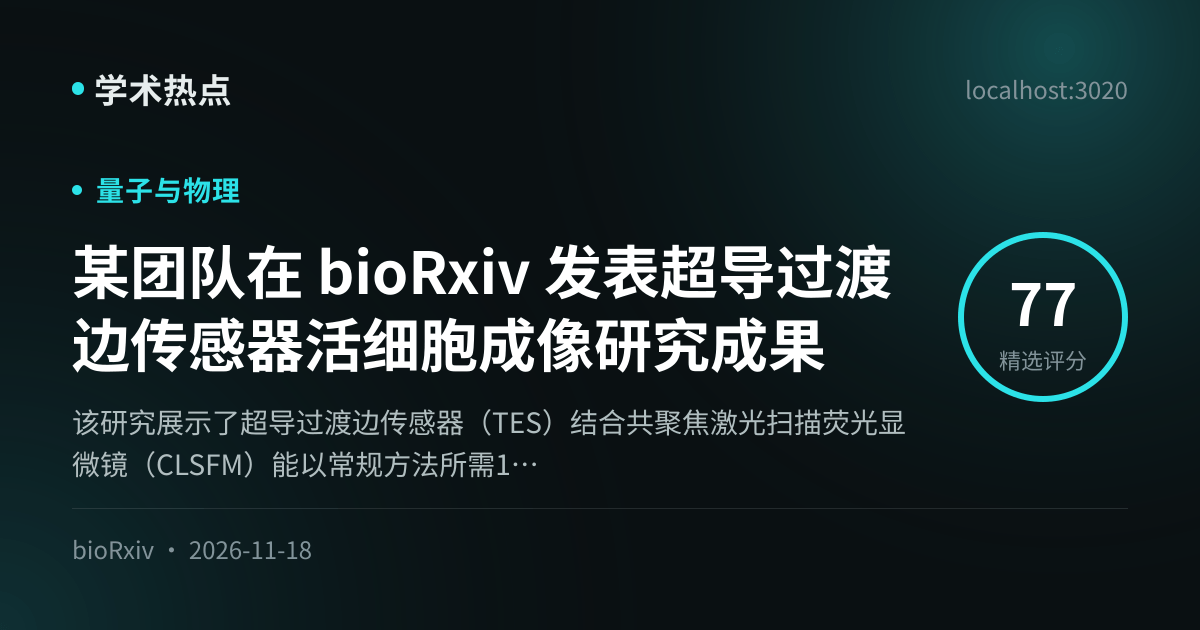 学术热点
localhost:3020
量子与物理
某团队在 bioRxiv 发表超导过渡
边传感器活细胞成像研究成果
77
精选评分
该研究展示了超导过渡边传感器（TES）结合共聚焦激光扫描荧光显
微镜（CLSFM）能以常规方法所需1…
bioRxiv • 2026-11-18